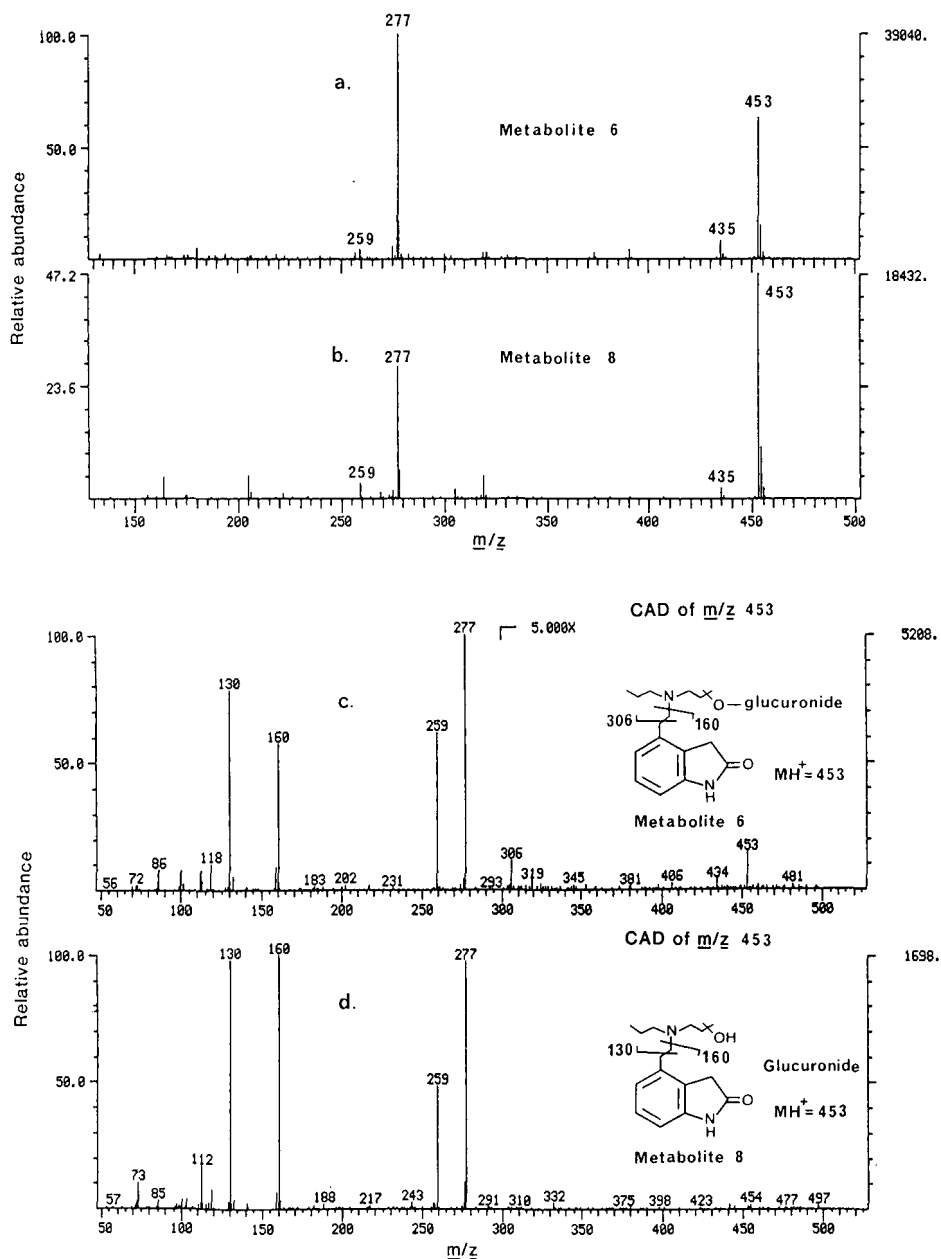 277
100.0
39040.
a.
453
Metabolite 6
50.0
435
259
Relative abundance
47.2
18432.
453
b.
277
Metabolite 8
23.6
259
435
150 200 250 300 350 400 450 500
m/z
CAD of m/z 453
277
5.000X
100.0
5208.
130
c.
N
O—glucuronide
306
160
160
259
50.0
O
N
H
MH+=453
Metabolite 6
118
86
306
453
56 72
183 202 231
293
319
345
381
406
434
481
50 100 150 200 250 300 350 400 450 500
CAD of m/z 453
Relative abundance
100.0
130
160
277
1698.
d.
N
OH
130
160
Glucuronide
50.0
259
O
N
H
MH+=453
Metabolite 8
112
73
57
85
188
217
243
291
310
332
375
398
423
454
477
497
50 100 150 200 250 300 350 400 450 500
m/z